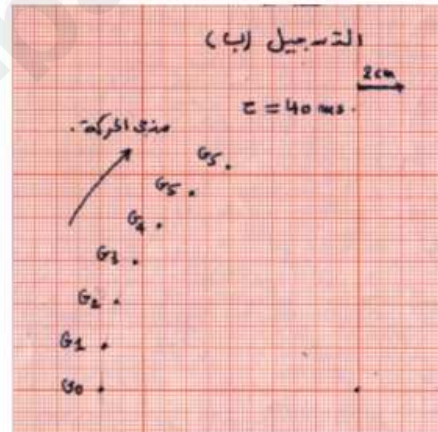 التسجيل (ب)
2cm
τ = 40 ms.
منحى الحركة.
G5
G5
G4
G3
G2
G1
G0